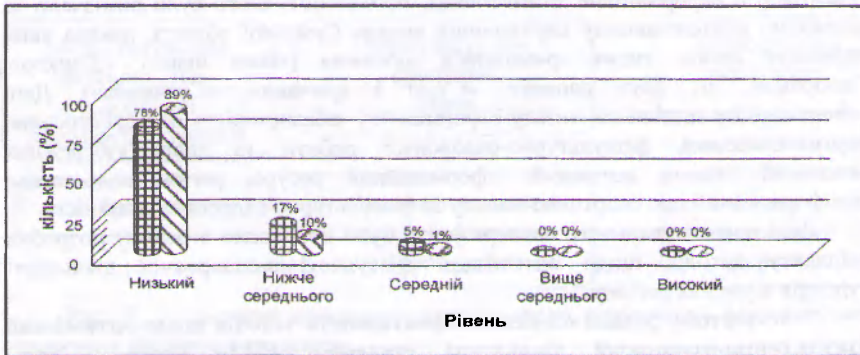 кількість (%)
100
75
50
25
0
78% 89%
17% 10%
5% 1%
0% 0%
0% 0%
Низький
Нижче
середнього
Середній
Вище
середнього
Високий
Рівень